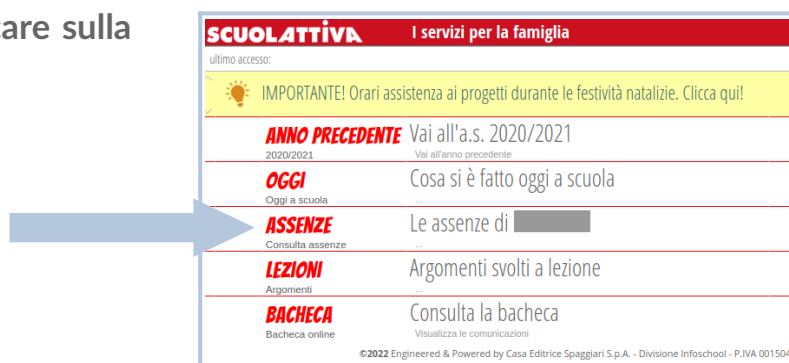 are sulla
SCUOLATTIVA I servizi per la famiglia
ultimo accesso:
IMPORTANTE! Orari assistenza ai progetti durante le festività natalizie. Clicca qui!
ANNO PRECEDENTE Vai all'a.s. 2020/2021
2020/2021 Vai all'anno precedente
OGGI Cosa si è fatto oggi a scuola
Oggi a scuola ...
ASSENZE Le assenze di
Consulta assenze ...
LEZIONI Argomenti svolti a lezione
Argomenti ...
BACHECA Consulta la bacheca
Bacheca online Visualizza le comunicazioni
©2022 Engineered & Powered by Casa Editrice Spaggiari S.p.A. - Divisione Infoschool - P.IVA 001504